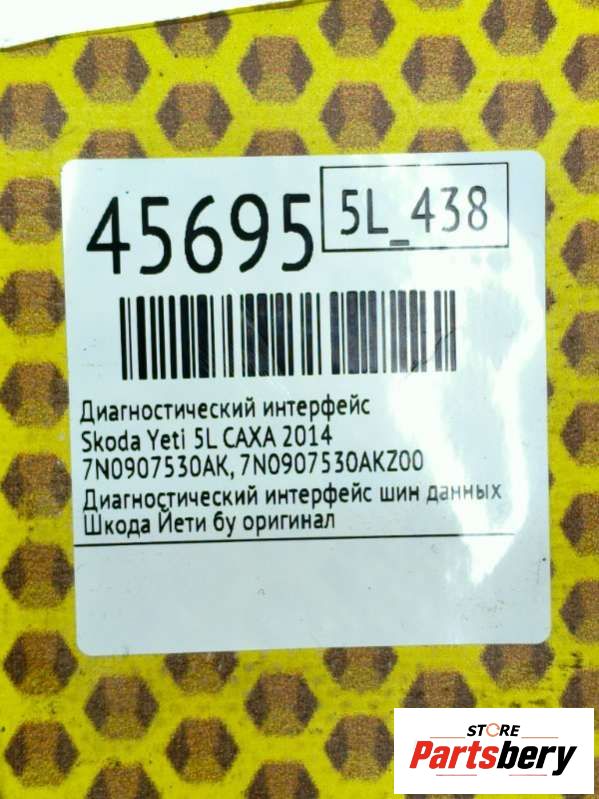 45695
5L_438
Диагностический интерфейс
Skoda Yeti 5L CAXA 2014
7N0907530AK, 7N0907530AKZ00
Диагностический интерфейс шин данных
Шкода Йети бу оригинал
STORE
Partsbery